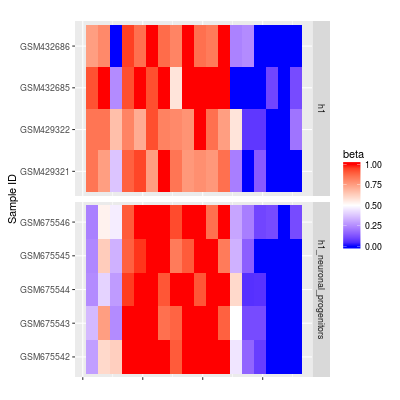 GSM432686
GSM432685
GSM429322
GSM429321
h1
GSM675546
GSM675545
GSM675544
GSM675543
GSM675542
h1_neuronal_progenitors
Sample ID
beta
1.00
0.75
0.50
0.25
0.00